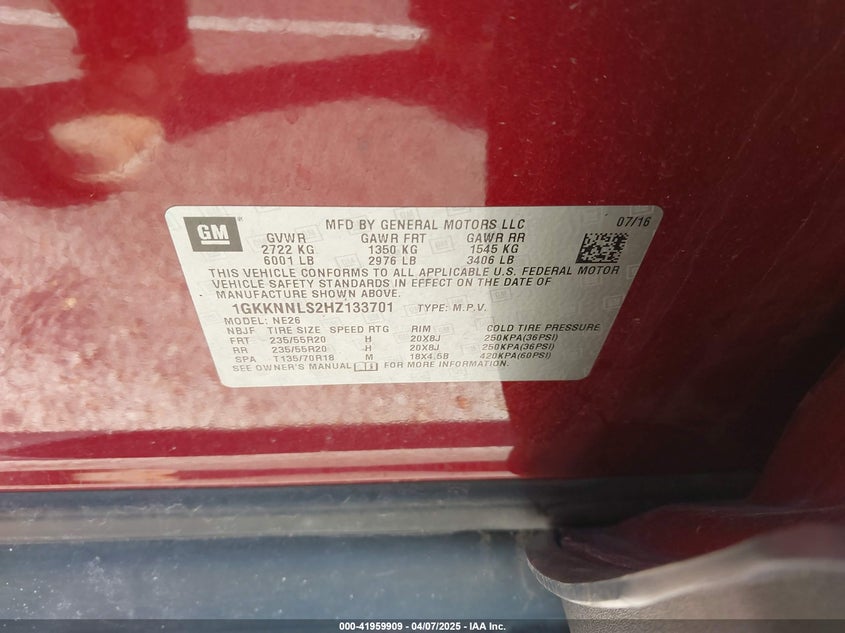 GM
MFD BY GENERAL MOTORS LLC
07/16
GVWR GAWR FRT GAWR RR
2722 KG 1350 KG 1545 KG
6001 LB 2976 LB 3406 LB
THIS VEHICLE CONFORMS TO ALL APPLICABLE U.S. FEDERAL MOTOR
VEHICLE SAFETY STANDARDS IN EFFECT ON THE DATE OF
MANUFACTURE SHOWN ABOVE.
1GKKNNLS2HZ133701 TYPE: M.P.V.
MODEL: NE26
NBJF TIRE SIZE SPEED RTG RIM COLD TIRE PRESSURE
FRT 235/55R20 H 20X8J 250KPA(36PSI)
RR 235/55R20 H 20X8J 250KPA(36PSI)
SPA T135/70R18 M 18X4.5B 420KPA(60PSI)
SEE OWNER'S MANUAL FOR MORE INFORMATION.
000-41959909 - 04/07/2025 - IAA Inc.